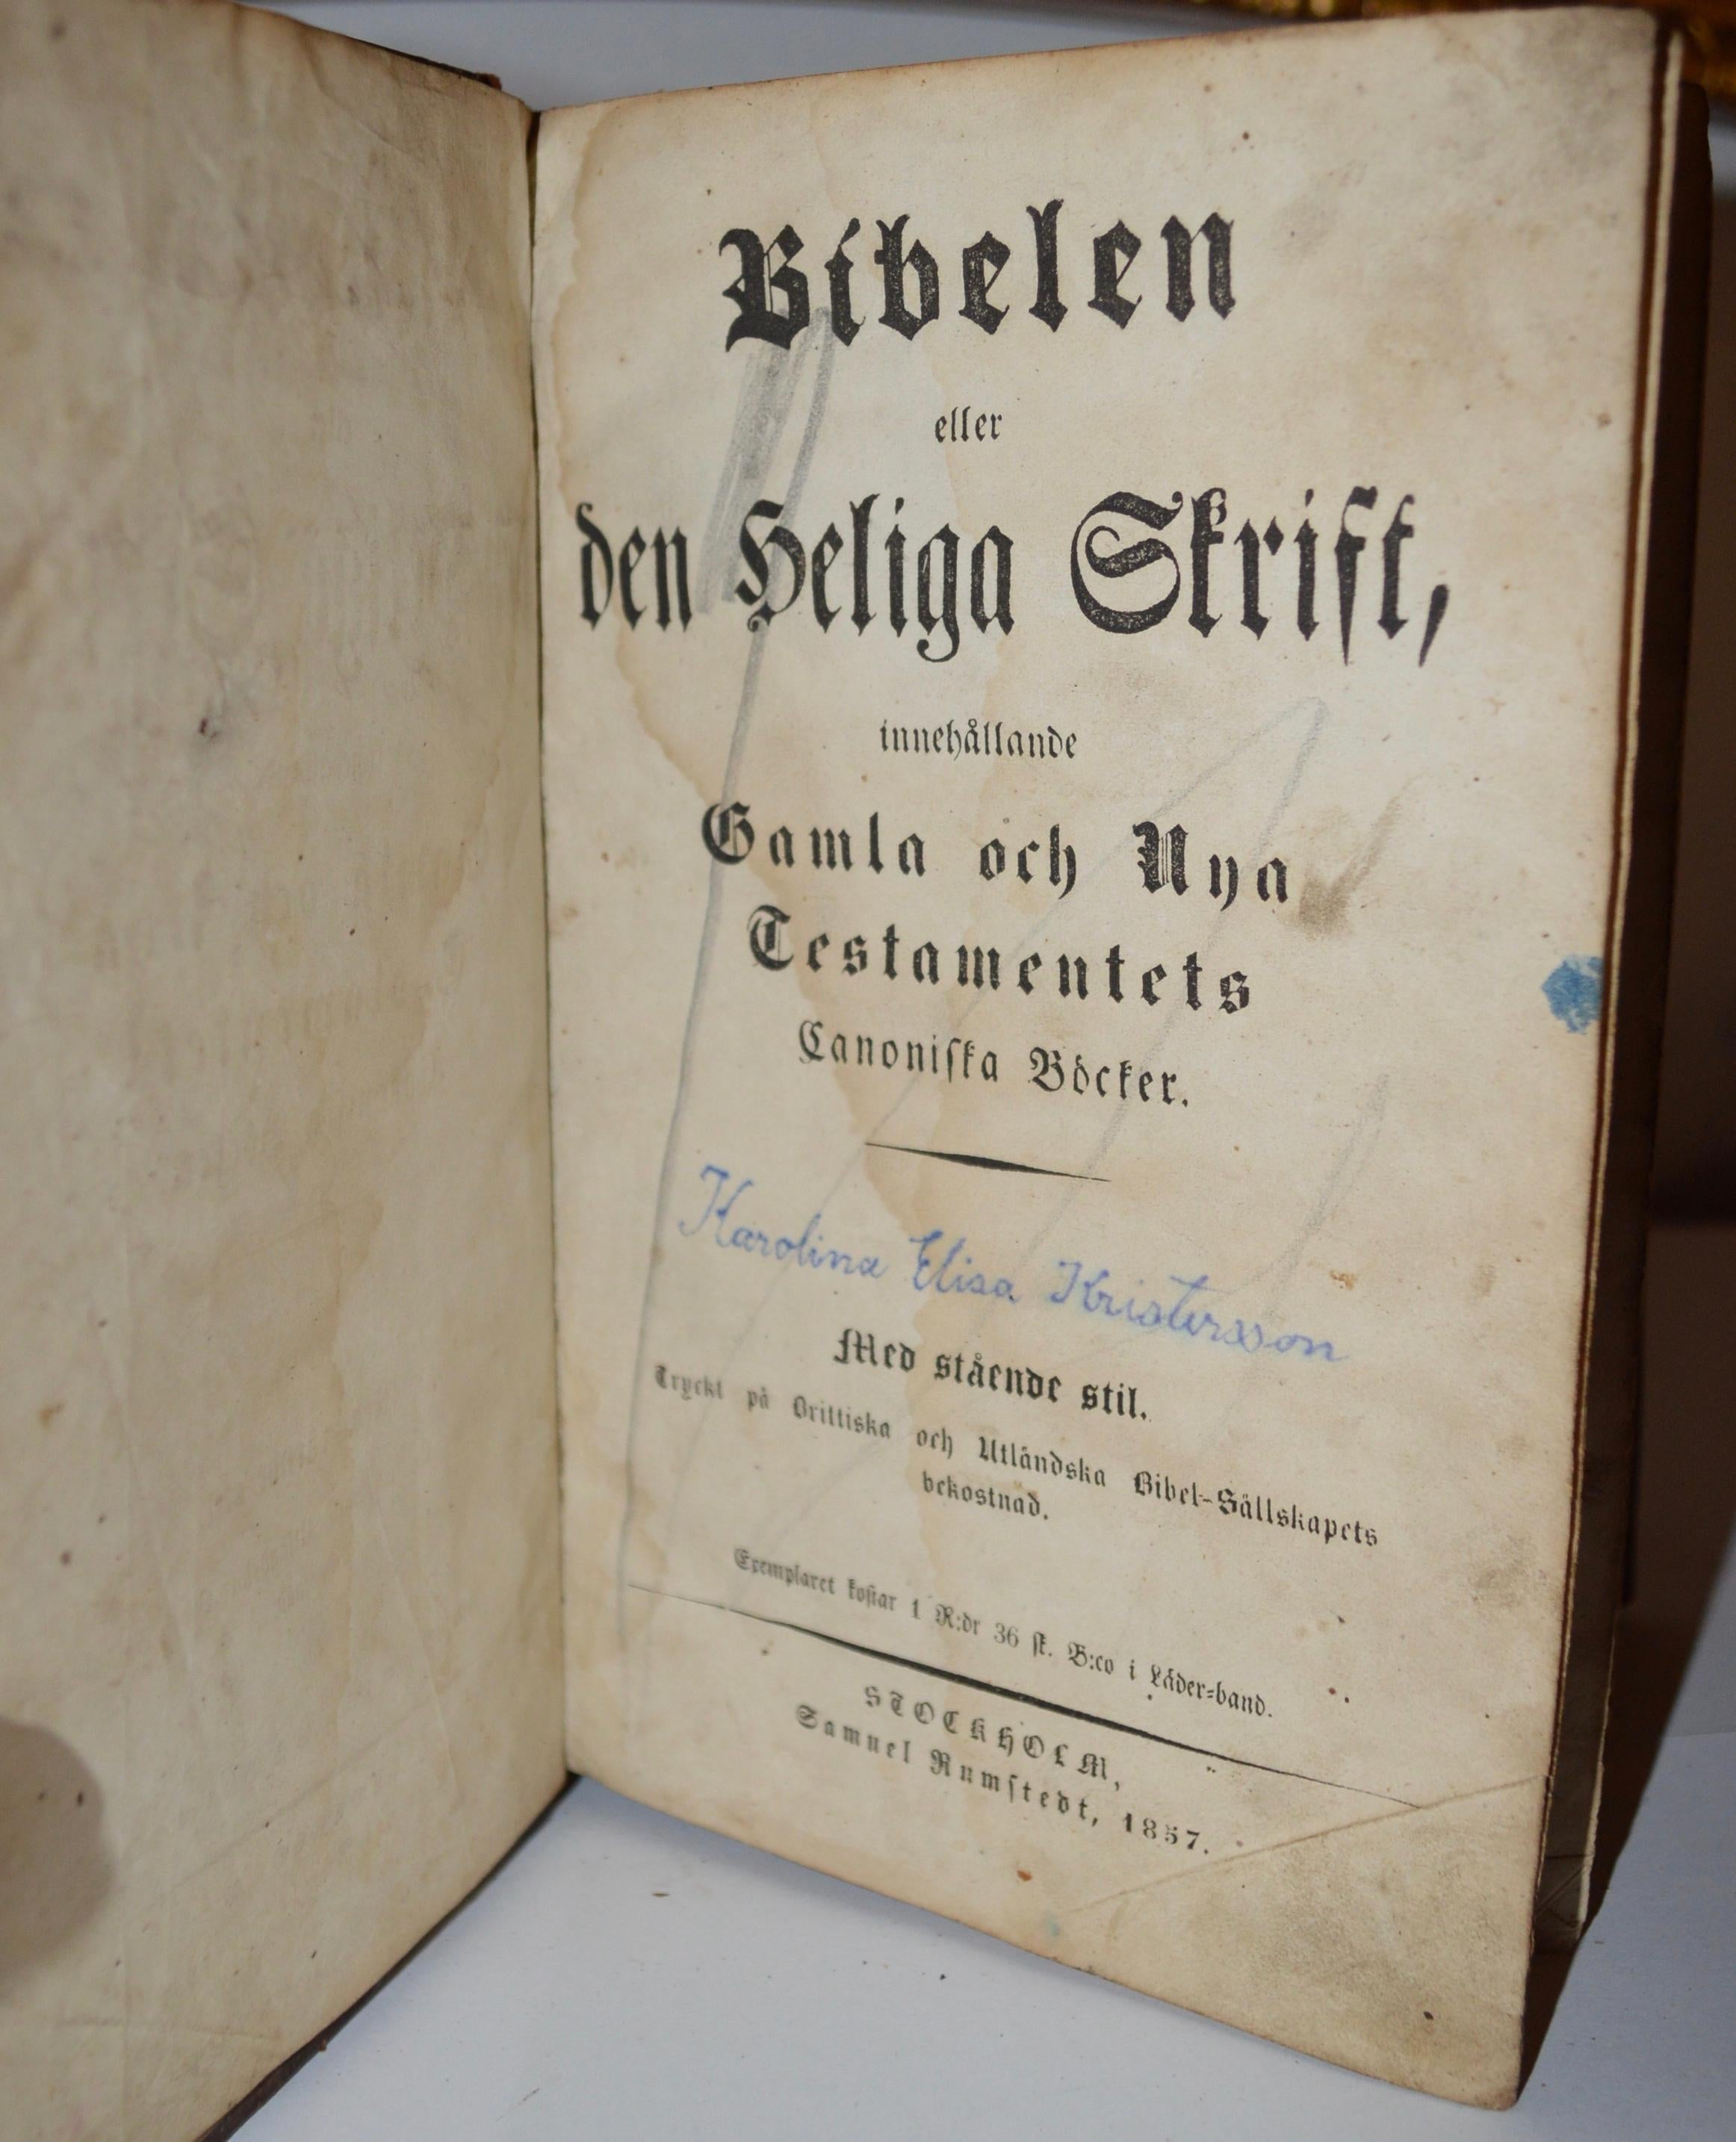 Bibelen
eller
den Heliga Skrift,
innehållande
Gamla och Nya
Testamentets
Canoniska Böcker.
Karolina Elisa Kristersson
Med stående stil.
Tryckt på Brittiska och Utländska Bibel-Sällskapets
bekostnad.
Exemplaret kostar 1 R:dr 36 sk. B:co i Läder-band.
STOCKHOLM,
Samuel Rumstedt, 1857.